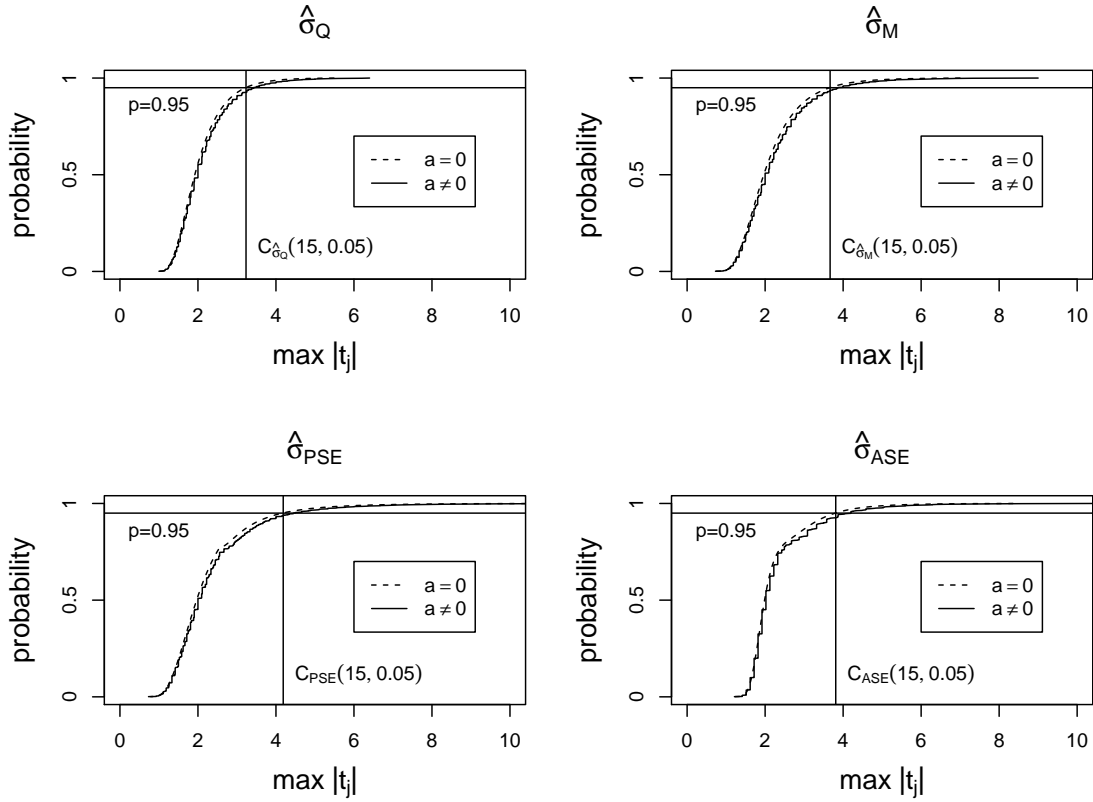 σ̂_Q
probability
1
0.5
0
p=0.95
a = 0
a ≠ 0
C_σ̂_Q(15, 0.05)
0 2 4 6 8 10
max |t_j|
σ̂_M
probability
1
0.5
0
p=0.95
a = 0
a ≠ 0
C_σ̂_M(15, 0.05)
0 2 4 6 8 10
max |t_j|
σ̂_PSE
probability
1
0.5
0
p=0.95
a = 0
a ≠ 0
C_PSE(15, 0.05)
0 2 4 6 8 10
max |t_j|
σ̂_ASE
probability
1
0.5
0
p=0.95
a = 0
a ≠ 0
C_ASE(15, 0.05)
0 2 4 6 8 10
max |t_j|